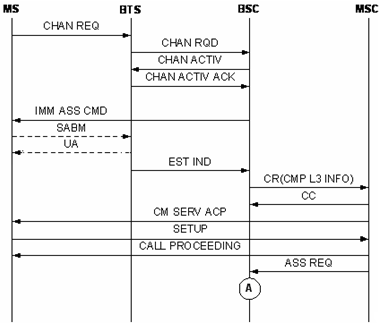 MS BTS BSC MSC
CHAN REQ
CHAN RQD
CHAN ACTIV
CHAN ACTIV ACK
IMM ASS CMD
SABM
UA
EST IND
CR(CMP L3 INFO)
CC
CM SERV ACP
SETUP
CALL PROCEEDING
ASS REQ
A